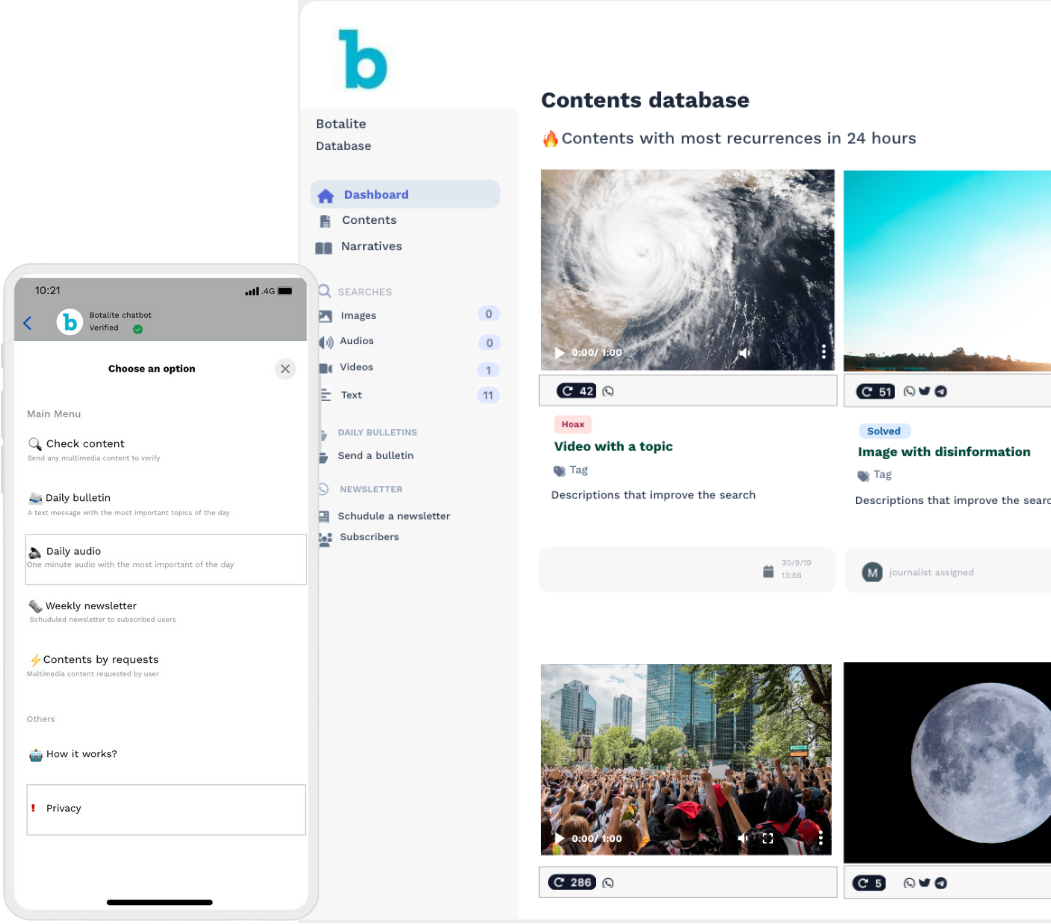 b
Botalite
Database
Dashboard
Contents
Narratives
SEARCHES
Images 0
Audios 0
Videos 1
Text 11
DAILY BULLETINS
Send a bulletin
NEWSLETTER
Schudule a newsletter
Subscribers
10:21
.4G
b
Botalite chatbot
Verified
Choose an option
Main Menu
Check content
Send any multimedia content to verify
Daily bulletin
A text message with the most important topics of the day
Daily audio
One minute audio with the most important of the day
Weekly newsletter
Schuduled newsletter to subscribed users
Contents by requests
Multimedia content requested by user
Others
How it works?
Privacy
Contents database
Contents with most recurrences in 24 hours
0:00/ 1:00
42
Hoax
Video with a topic
Tag
Descriptions that improve the search
30/9/19
13:56
51
Solved
Image with disinformation
Tag
Descriptions that improve the searc
M journalist assigned
0:00/ 1:00
286
5